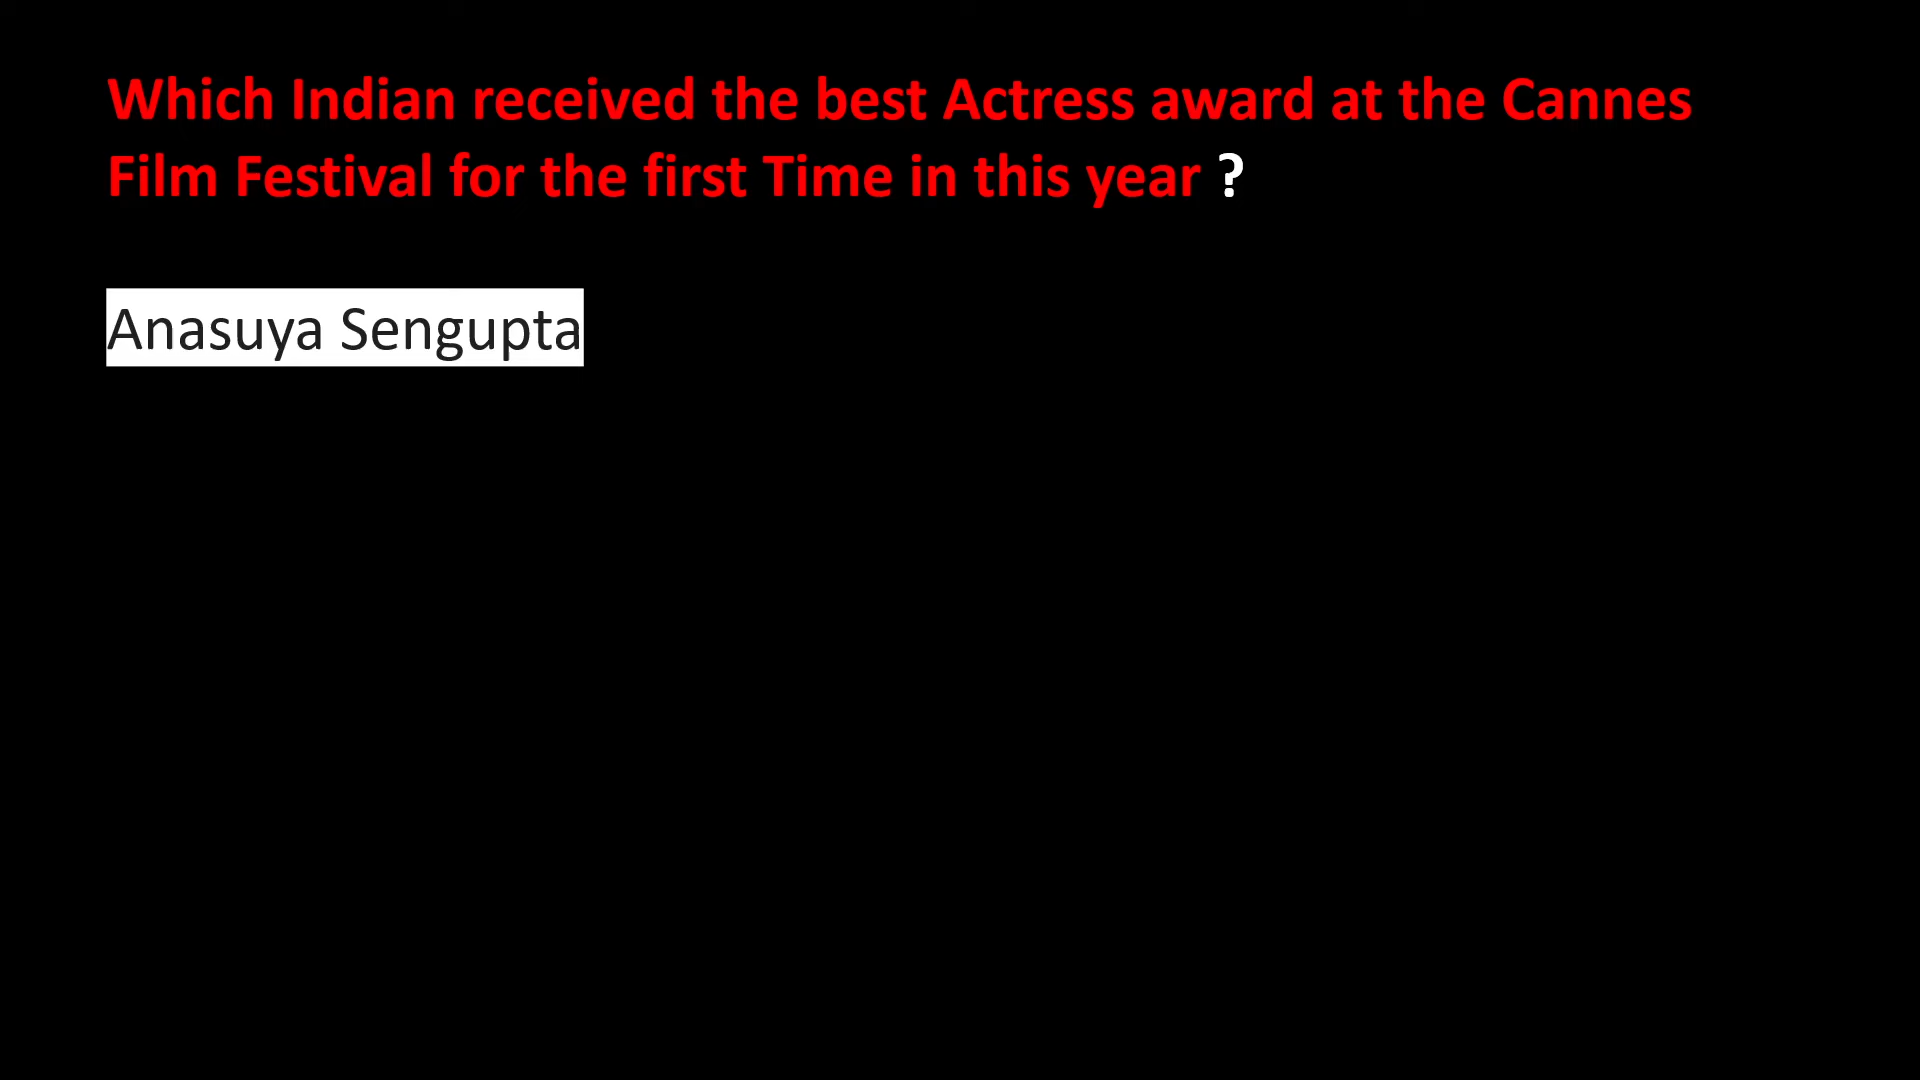 Which Indian received the best Actress award at the Cannes
Film Festival for the first Time in this year ?
Anasuya Sengupta